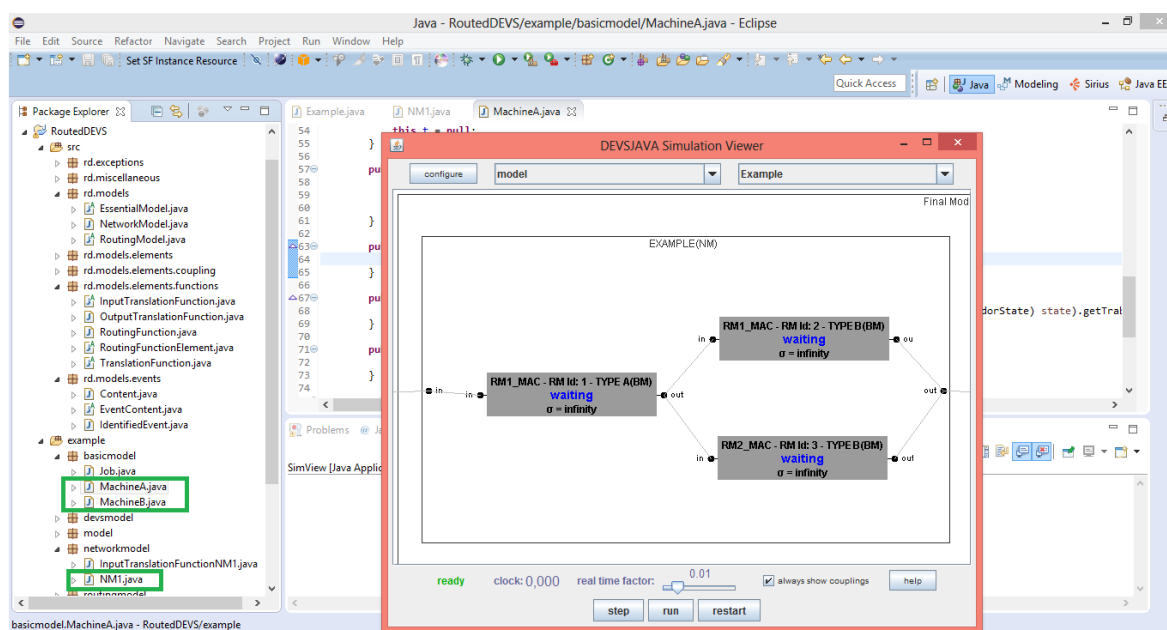 Java - RoutedDEVS/example/basicmodel/MachineA.java - Eclipse
File Edit Source Refactor Navigate Search Project Run Window Help
Set SF Instance Resource
Quick Access
Java
Modeling
Sirius
Java EE
Package Explorer
RoutedDEVS
src
rd.exceptions
rd.miscellaneous
rd.models
EssentialModel.java
NetworkModel.java
RoutingModel.java
rd.models.elements
rd.models.elements.coupling
rd.models.elements.functions
InputTranslationFunction.java
OutputTranslationFunction.java
RoutingFunction.java
RoutingFunctionElement.java
TranslationFunction.java
rd.models.events
Content.java
EventContent.java
IdentifiedEvent.java
example
basicmodel
Job.java
MachineA.java
MachineB.java
devsmodel
model
networkmodel
InputTranslationFunctionNM1.java
NM1.java
routingmodel
basicmodel.MachineA.java - RoutedDEVS/example
Example.java
NM1.java
MachineA.java
54 this.t = null;
55 }
56
57 pu
58
59
60
61 }
62
63 pu
64
65 }
66
67 pu
68 dorState) state).getTral
69 }
70
71 pu
72
73 }
74
Problems @ Ja
SimView [Java Applic
DEVSJAVA Simulation Viewer
configure
model
Example
Final Mod
EXAMPLE(NM)
RM1_MAC - RM Id: 2 - TYPE B(BM)
in waiting ou
σ = infinity
RM1_MAC - RM Id: 1 - TYPE A(BM)
in in waiting out
σ = infinity
out
RM2_MAC - RM Id: 3 - TYPE B(BM)
in waiting out
σ = infinity
ready
clock: 0,000
real time factor:
0.01
always show couplings
help
step
run
restart